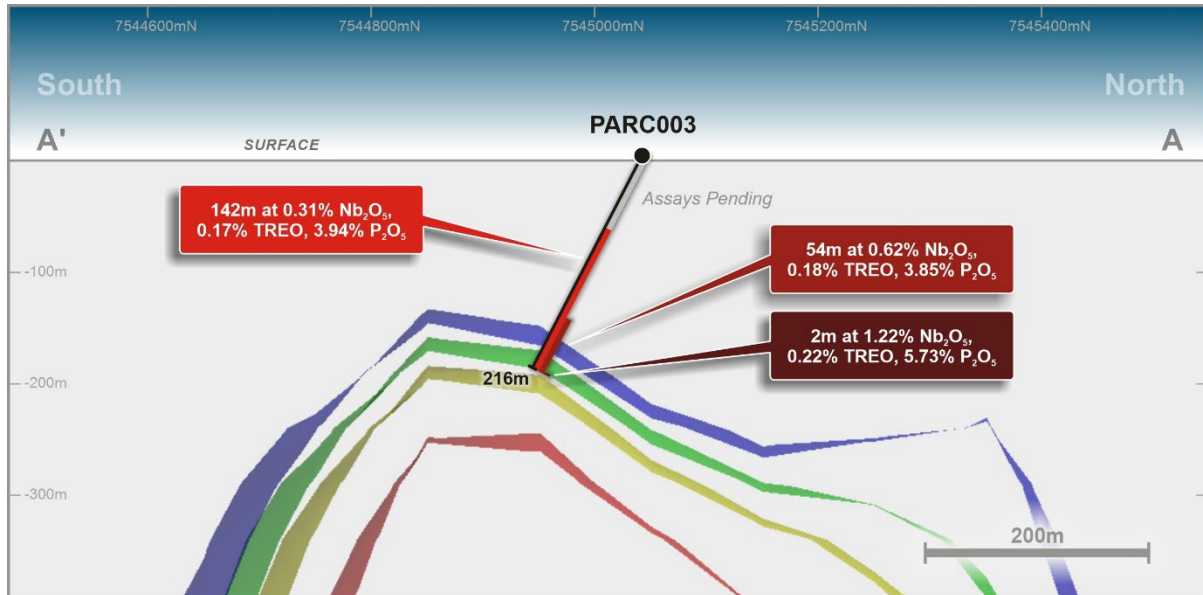 7544600mN 7544800mN 7545000mN 7545200mN 7545400mN
South North
A' SURFACE PARC003 A
Assays Pending
142m at 0.31% Nb₂O₅,
0.17% TREO, 3.94% P₂O₅
54m at 0.62% Nb₂O₅,
0.18% TREO, 3.85% P₂O₅
-100m
2m at 1.22% Nb₂O₅,
0.22% TREO, 5.73% P₂O₅
216m
-200m
-300m
200m